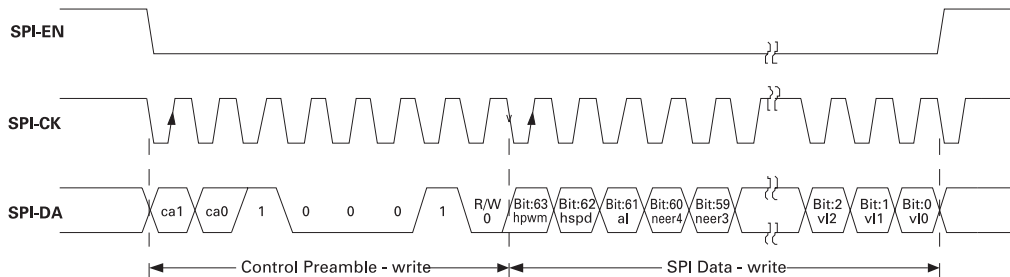 SPI-EN
SPI-CK
v
SPI-DA
ca1 ca0 1 0 0 0 1 R/W 0 Bit:63 hpwm Bit:62 hspd Bit:61 al Bit:60 neer4 Bit:59 neer3 Bit:2 vl2 Bit:1 vl1 Bit:0 vl0
Control Preamble - write SPI Data - write